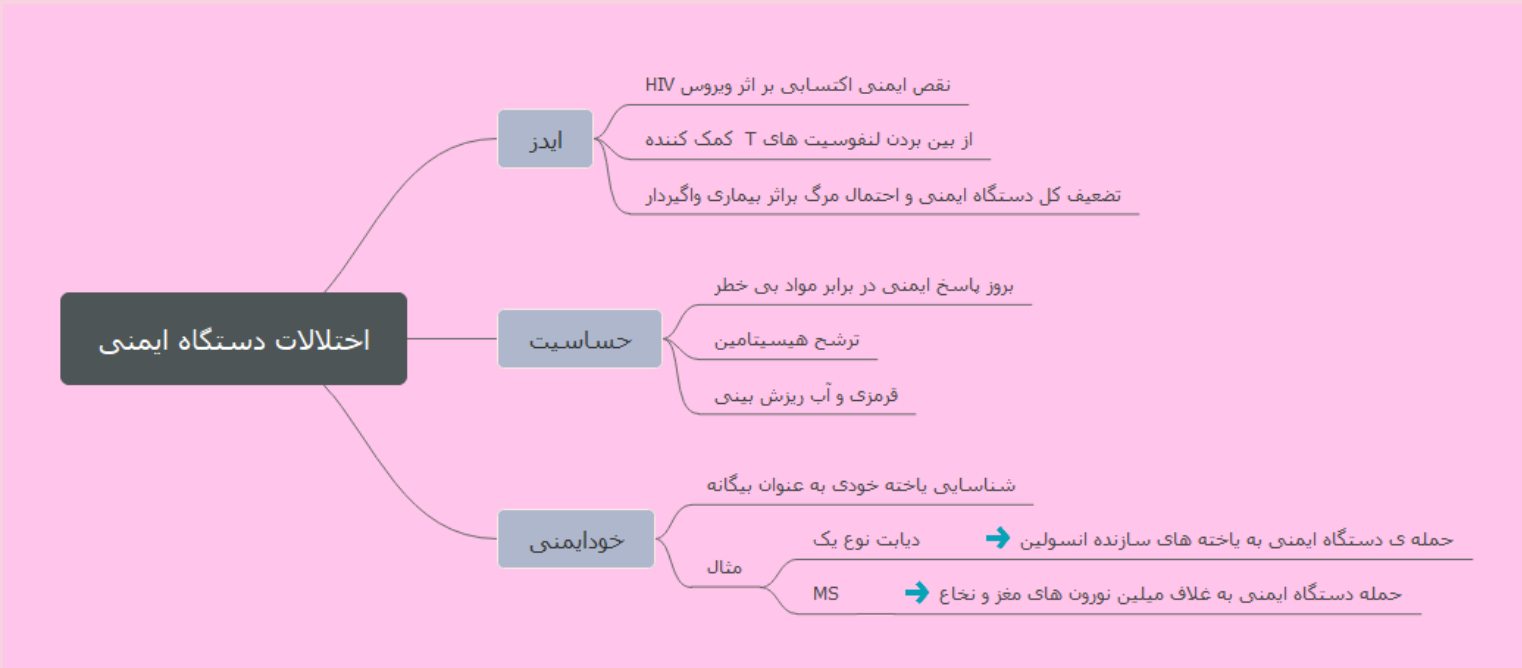 اختلالات دستگاه ایمنی
ایدز
نقص ایمنی اکتسابی بر اثر ویروس HIV
از بین بردن لنفوسیت های T کمک کننده
تضعیف کل دستگاه ایمنی و احتمال مرگ براثر بیماری واگیردار
حساسیت
بروز پاسخ ایمنی در برابر مواد بی خطر
ترشح هیسیتامین
قرمزی و آب ریزش بینی
خودایمنی
شناسایی یاخته خودی به عنوان بیگانه
مثال
دیابت نوع یک ➔ حمله ی دستگاه ایمنی به یاخته های سازنده انسولین
MS ➔ حمله دستگاه ایمنی به غلاف میلین نورون های مغز و نخاع